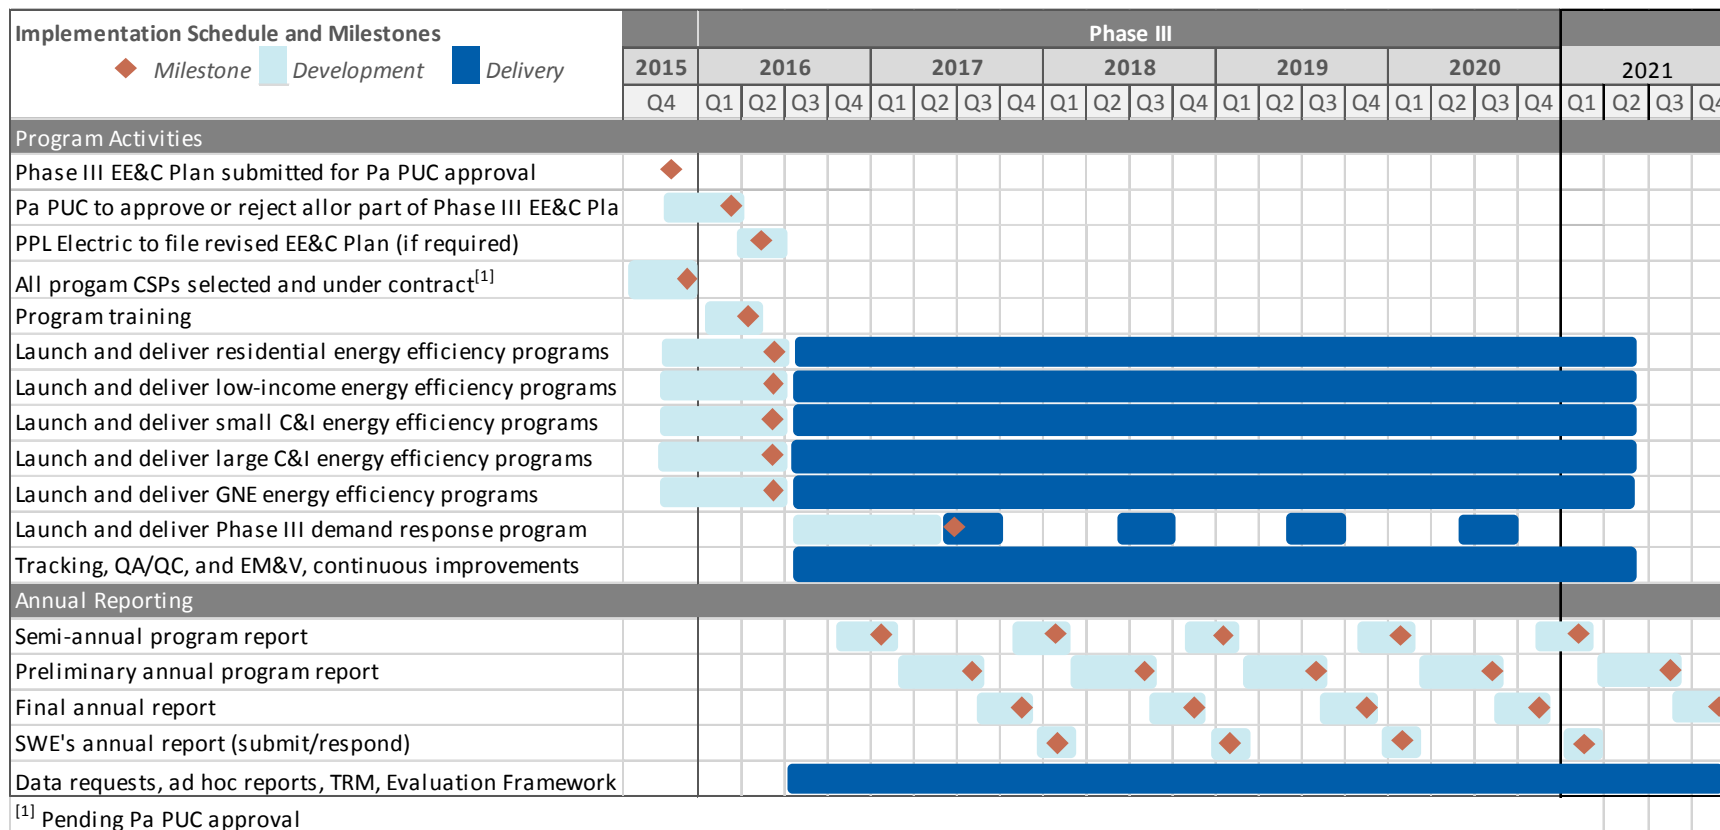 Implementation Schedule and Milestones
Milestone Development Delivery
Phase III
2015 2016 2017 2018 2019 2020 2021
Q4 Q1 Q2 Q3 Q4 Q1 Q2 Q3 Q4 Q1 Q2 Q3 Q4 Q1 Q2 Q3 Q4 Q1 Q2 Q3 Q4 Q1 Q2 Q3 Q4
Program Activities
Phase III EE&C Plan submitted for Pa PUC approval
Pa PUC to approve or reject allor part of Phase III EE&C Pla
PPL Electric to file revised EE&C Plan (if required)
All progam CSPs selected and under contract[1]
Program training
Launch and deliver residential energy efficiency programs
Launch and deliver low-income energy efficiency programs
Launch and deliver small C&I energy efficiency programs
Launch and deliver large C&I energy efficiency programs
Launch and deliver GNE energy efficiency programs
Launch and deliver Phase III demand response program
Tracking, QA/QC, and EM&V, continuous improvements
Annual Reporting
Semi-annual program report
Preliminary annual program report
Final annual report
SWE's annual report (submit/respond)
Data requests, ad hoc reports, TRM, Evaluation Framework
[1] Pending Pa PUC approval